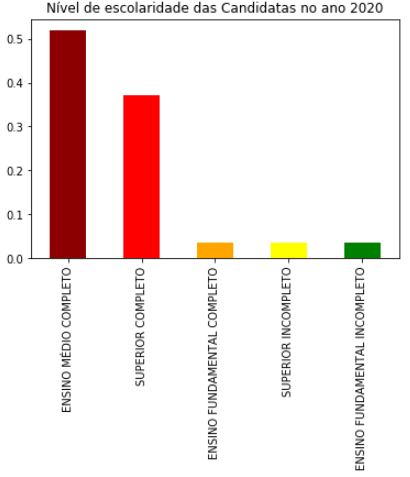 Nível de escolaridade das Candidatas no ano 2020
0.5
0.4
0.3
0.2
0.1
0.0
ENSINO MÉDIO COMPLETO
SUPERIOR COMPLETO
ENSINO FUNDAMENTAL COMPLETO
SUPERIOR INCOMPLETO
ENSINO FUNDAMENTAL INCOMPLETO